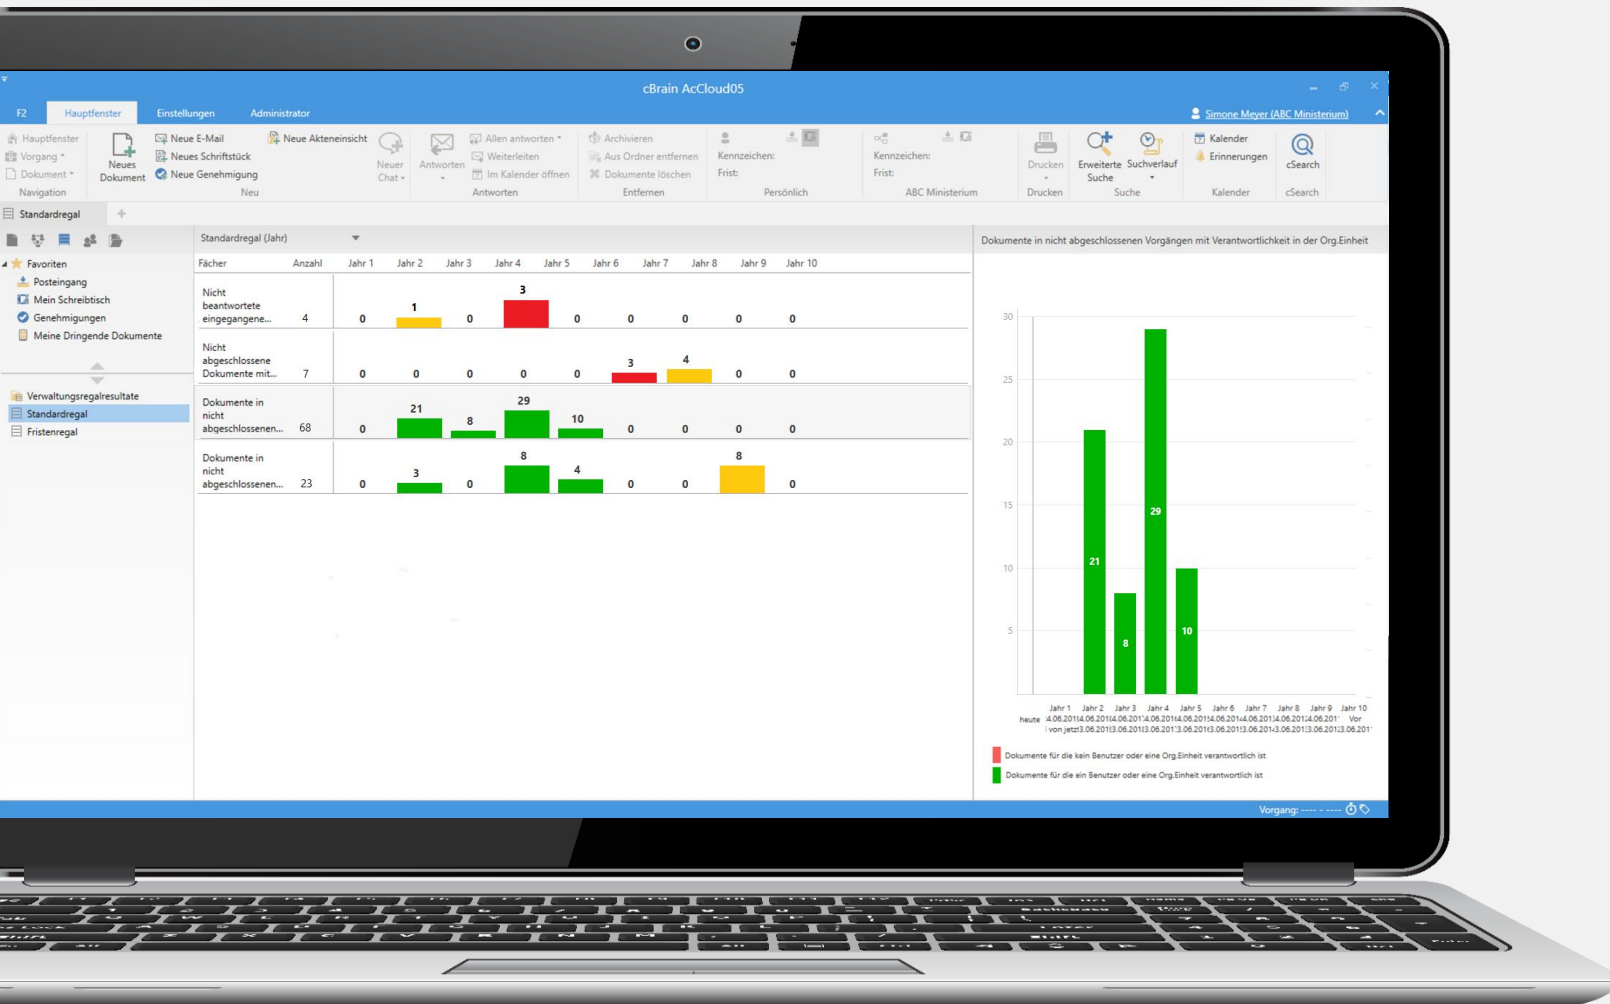 cBrain AcCloud05
F2 Hauptfenster Einstellungen Administrator
Simone Meyer (ABC Ministerium)
Hauptfenster
Vorgang
Dokument
Navigation
Neues Dokument
Neue E-Mail
Neues Schriftstück
Neue Genehmigung
Neue Akteneinsicht
Neu
Neuer Chat
Antworten
Allen antworten
Weiterleiten
Im Kalender öffnen
Antworten
Archivieren
Aus Ordner entfernen
Dokumente löschen
Entfernen
Kennzeichen:
Frist:
Persönlich
Kennzeichen:
Frist:
ABC Ministerium
Drucken
Drucken
Erweiterte Suche
Suchverlauf
Suche
Kalender
Erinnerungen
Kalender
cSearch
cSearch
Standardregal +
Favoriten
Posteingang
Mein Schreibtisch
Genehmigungen
Meine Dringende Dokumente
Verwaltungsregalresultate
Standardregal
Fristenregal
Standardregal (Jahr)
Fächer Anzahl Jahr 1 Jahr 2 Jahr 3 Jahr 4 Jahr 5 Jahr 6 Jahr 7 Jahr 8 Jahr 9 Jahr 10
Nicht
beantwortete
eingegangene... 4 0 1 0 3 0 0 0 0 0
Nicht
abgeschlossene
Dokumente mit... 7 0 0 0 0 0 3 4 0 0
Dokumente in
nicht
abgeschlossenen... 68 0 21 8 29 10 0 0 0 0
Dokumente in
nicht
abgeschlossenen... 23 0 3 0 8 4 0 0 8 0
Dokumente in nicht abgeschlossenen Vorgängen mit Verantwortlichkeit in der Org.Einheit
30
25
20
15
10
5
21
8
29
10
heute
Jahr 1 Jahr 2 Jahr 3 Jahr 4 Jahr 5 Jahr 6 Jahr 7 Jahr 8 Jahr 9 Jahr 10
von jetzt
Vor
Dokumente für die kein Benutzer oder eine Org.Einheit verantwortlich ist
Dokumente für die ein Benutzer oder eine Org.Einheit verantwortlich ist
Vorgang: ---- - ----